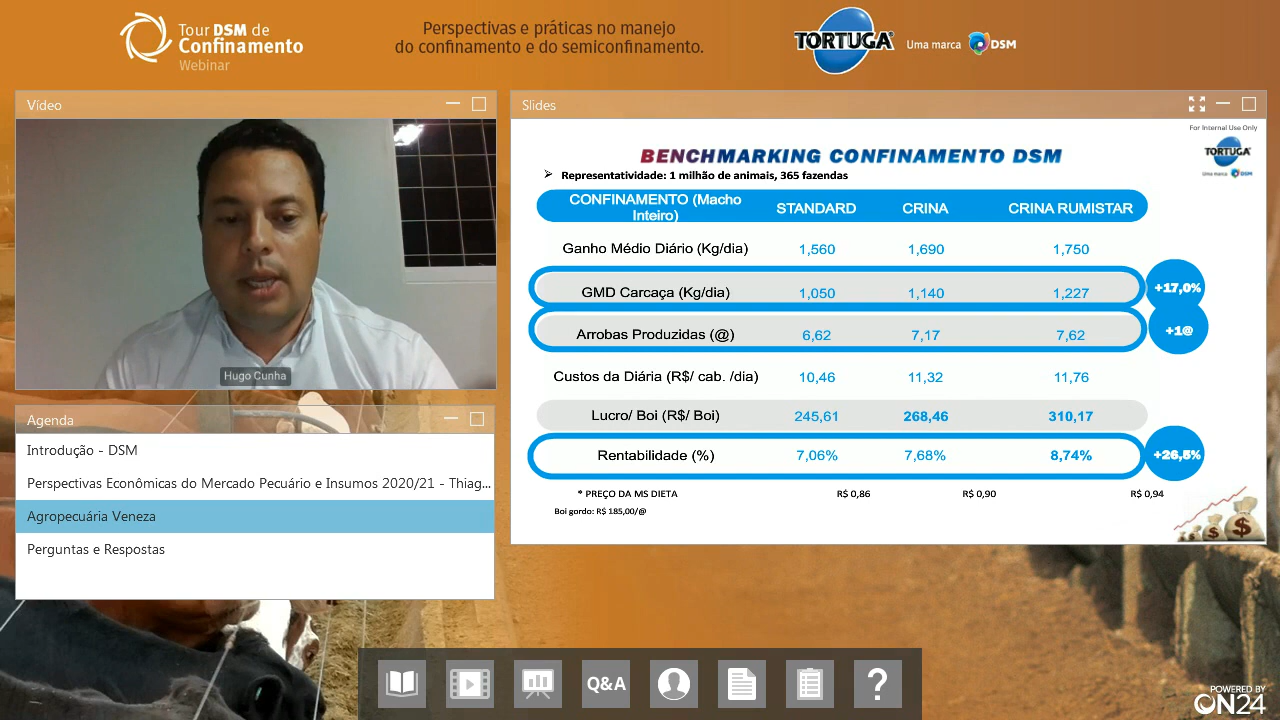 Tour DSM de
Confinamento
Webinar
Perspectivas e práticas no manejo
do confinamento e do semiconfinamento.
TORTUGA
Uma marca DSM
Vídeo
Hugo Cunha
Agenda
Introdução - DSM
Perspectivas Econômicas do Mercado Pecuário e Insumos 2020/21 - Thiag...
Agropecuária Veneza
Perguntas e Respostas
Slides
For Internal Use Only
TORTUGA
Uma marca DSM
BENCHMARKING CONFINAMENTO DSM
Representatividade: 1 milhão de animais, 365 fazendas
CONFINAMENTO (Macho Inteiro) STANDARD CRINA CRINA RUMISTAR
Ganho Médio Diário (Kg/dia) 1,560 1,690 1,750
GMD Carcaça (Kg/dia) 1,050 1,140 1,227 +17,0%
Arrobas Produzidas (@) 6,62 7,17 7,62 +1@
Custos da Diária (R$/ cab. /dia) 10,46 11,32 11,76
Lucro/ Boi (R$/ Boi) 245,61 268,46 310,17
Rentabilidade (%) 7,06% 7,68% 8,74% +26,5%
* PREÇO DA MS DIETA R$ 0,86 R$ 0,90 R$ 0,94
Boi gordo: R$ 185,00/@
$ $ $
Q&A
?
POWERED BY
ON24